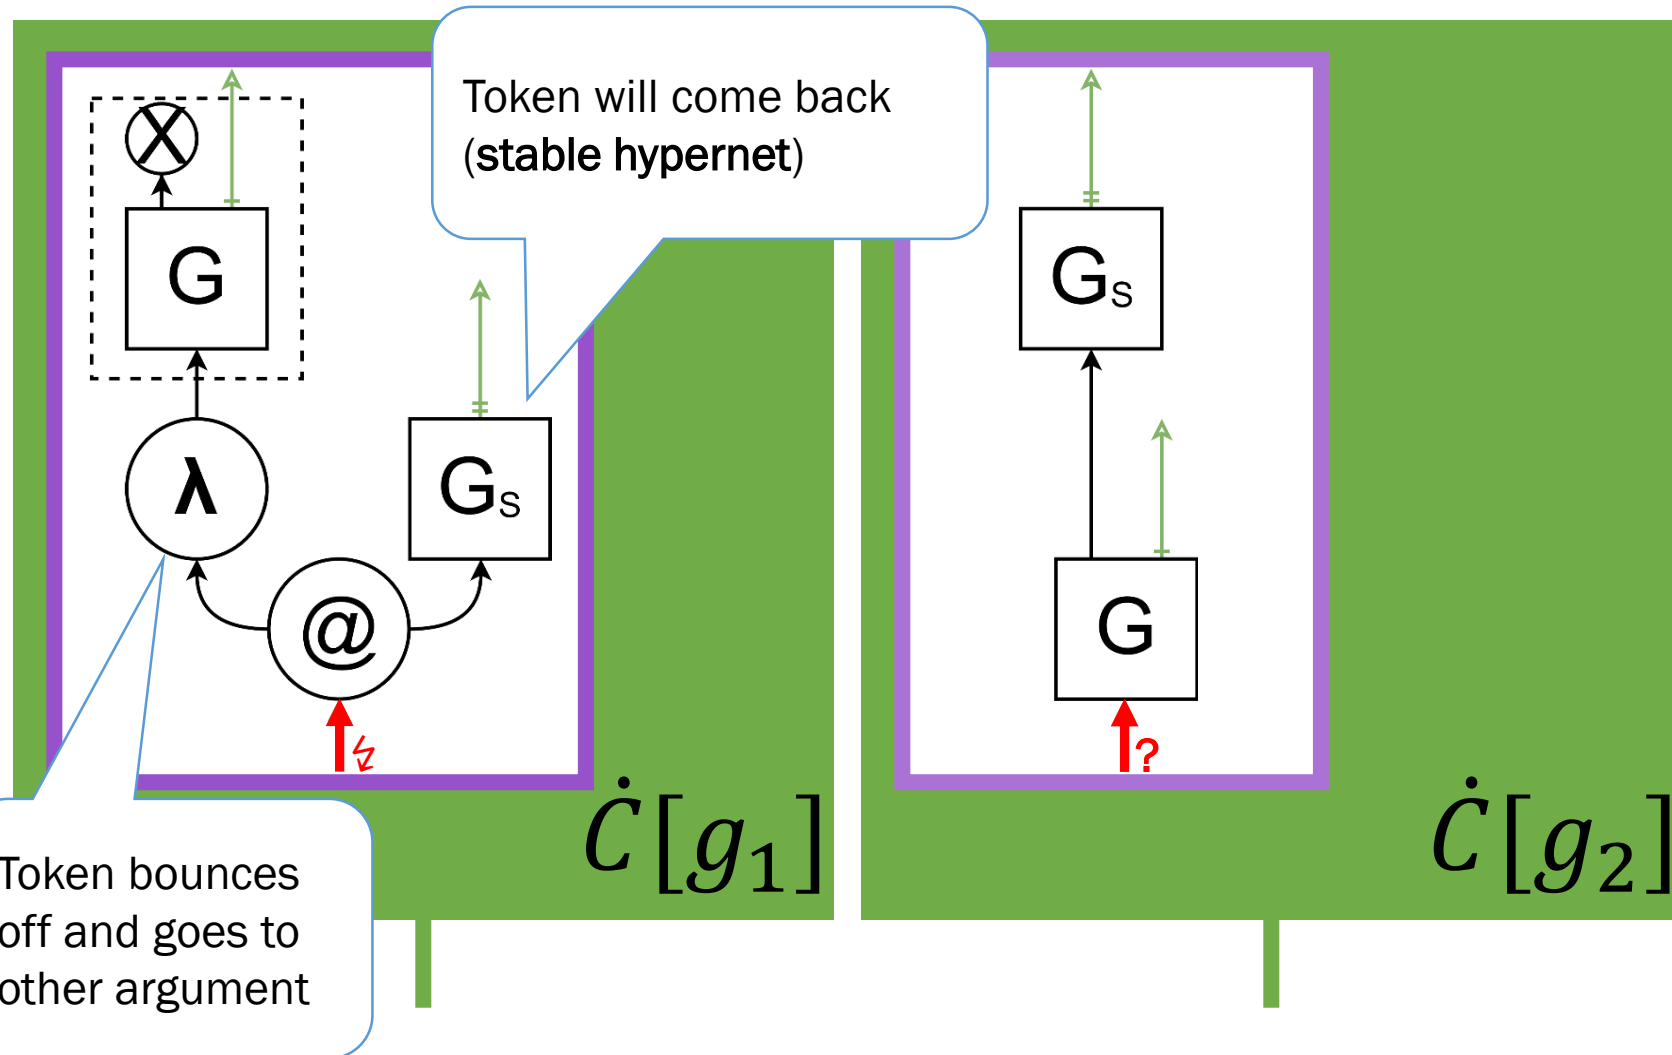 Token will come back
(stable hypernet)
X
G
λ
Gs
@
↯
Ċ[g₁]
Token bounces
off and goes to
other argument
Gs
G
?
Ċ[g₂]